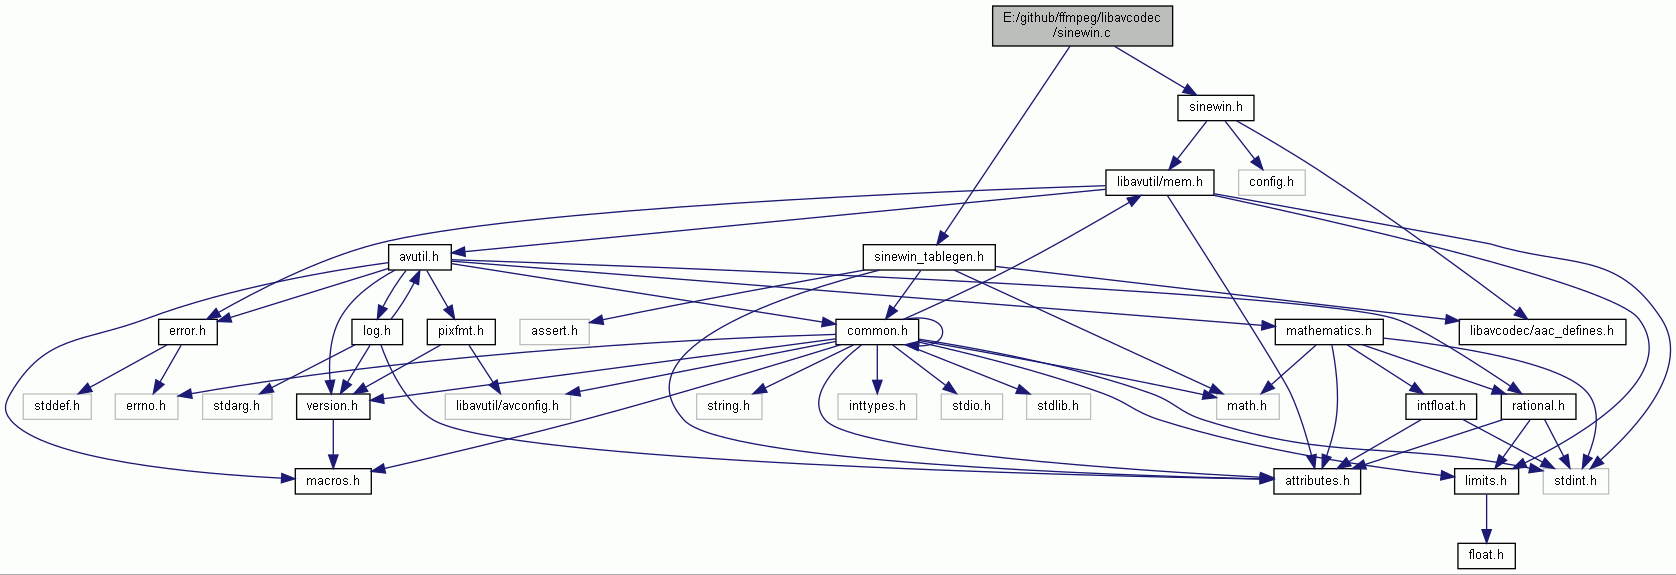 E:/github/ffmpeg/libavcodec
/sinewin.c
sinewin.h
libavutil/mem.h
config.h
avutil.h
sinewin_tablegen.h
error.h
log.h
pixfmt.h
assert.h
common.h
mathematics.h
libavcodec/aac_defines.h
stddef.h
errno.h
stdarg.h
version.h
libavutil/avconfig.h
string.h
inttypes.h
stdio.h
stdlib.h
math.h
intfloat.h
rational.h
macros.h
attributes.h
limits.h
stdint.h
float.h